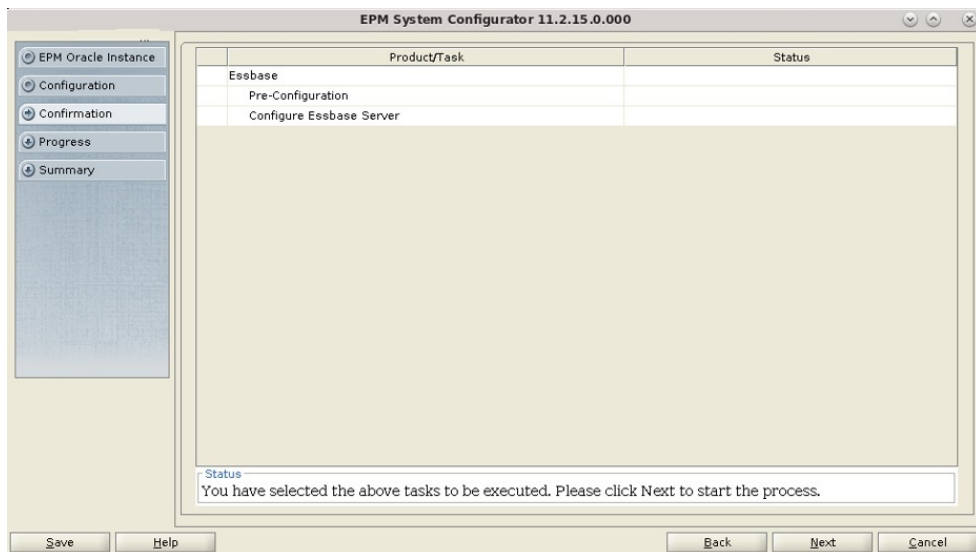 EPM System Configurator 11.2.15.0.000
EPM Oracle Instance
Configuration
Confirmation
Progress
Summary
Product/Task Status
Essbase
Pre-Configuration
Configure Essbase Server
Status
You have selected the above tasks to be executed. Please click Next to start the process.
Save Help Back Next Cancel